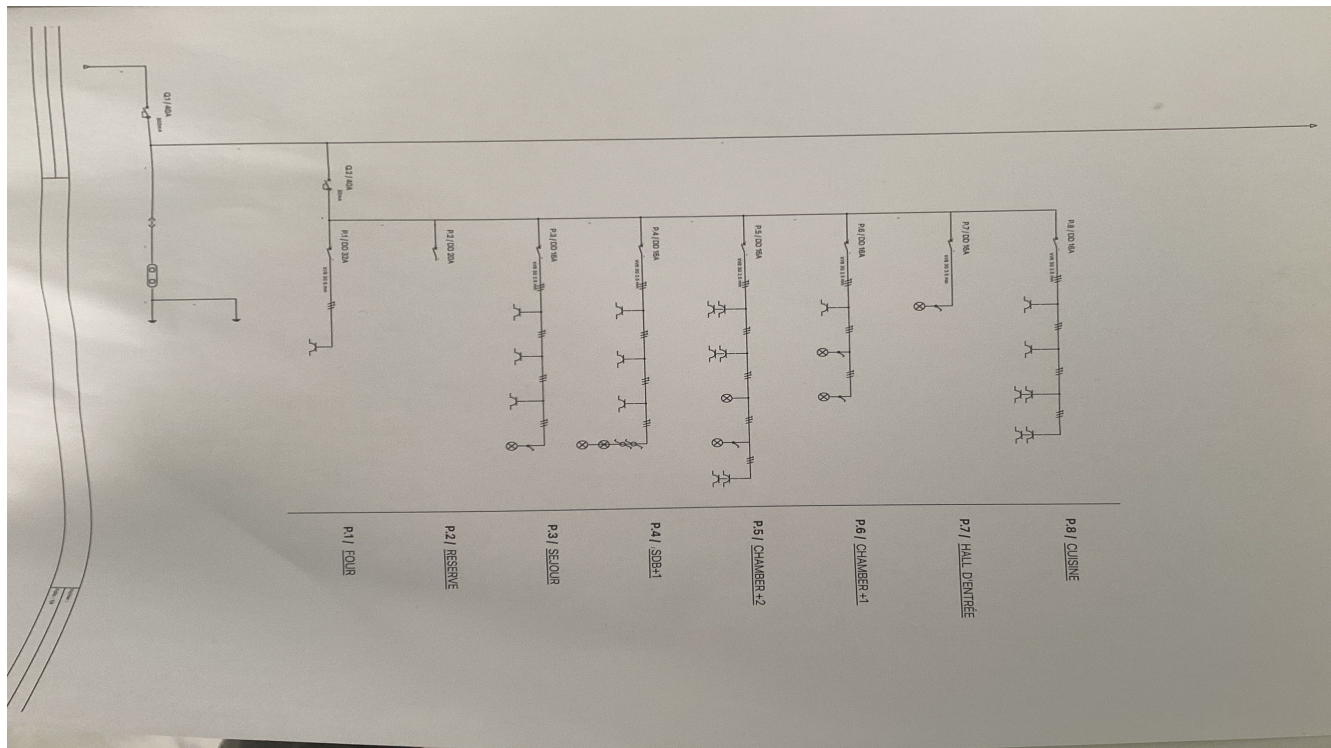 Q.1 / 40A
Q.2 / 40A
P.1 / DD 32A
P.2 / DD 20A
P.3 / DD 16A
P.4 / DD 16A
P.5 / DD 16A
P.6 / DD 16A
P.7 / DD 16A
P.8 / DD 16A
P.1 / FOUR
P.2 / RESERVE
P.3 / SEJOUR
P.4 / SDB+1
P.5 / CHAMBER +2
P.6 / CHAMBER +1
P.7 / HALL D'ENTRÉE
P.8 / CUISINE